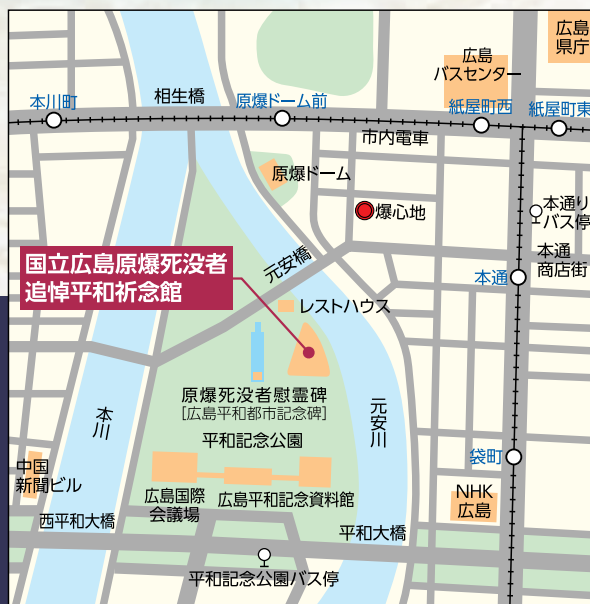 広島
県庁
広島
バスセンター
相生橋
本川町
原爆ドーム前
紙屋町西
紙屋町東
市内電車
原爆ドーム
爆心地
本通り
バス停
本通
商店街
元安橋
国立広島原爆死没者
追悼平和祈念館
本通
レストハウス
原爆死没者慰霊碑
[広島平和都市記念碑]
本川
元安川
平和記念公園
袋町
中国
新聞ビル
広島国際
会議場
広島平和記念資料館
NHK
広島
西平和大橋
平和大橋
平和記念公園バス停